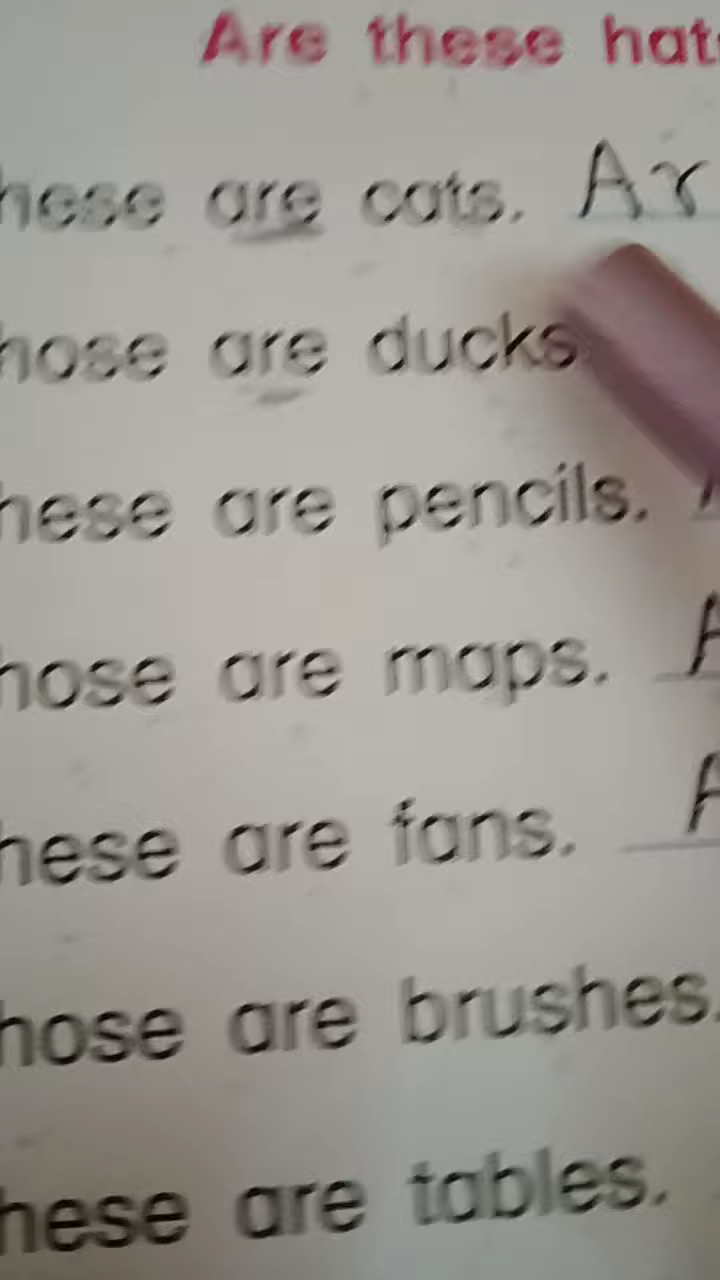 Are these hat
hese are cats. Ar
hose are ducks
hese are pencils.
hose are maps. A
hese are fans. A
hose are brushes.
hese are tables.